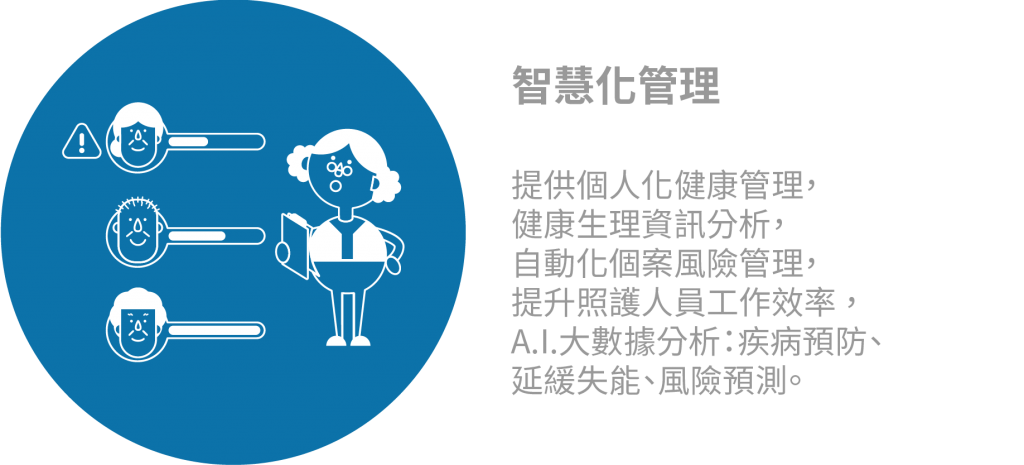 智慧化管理
提供個人化健康管理，
健康生理資訊分析，
自動化個案風險管理，
提升照護人員工作效率，
A.I.大數據分析：疾病預防、
延緩失能、風險預測。